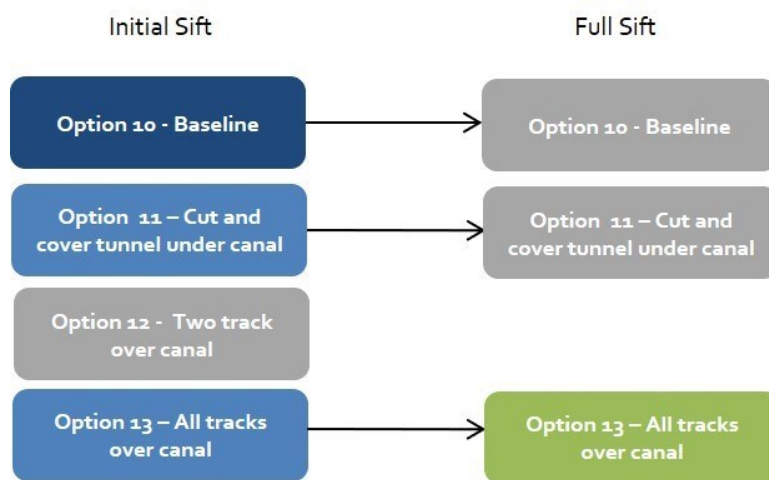 Initial Sift
Full Sift
Option 10 - Baseline
Option 10 - Baseline
Option 11 – Cut and
cover tunnel under canal
Option 11 – Cut and
cover tunnel under canal
Option 12 - Two track
over canal
Option 13 – All tracks
over canal
Option 13 – All tracks
over canal